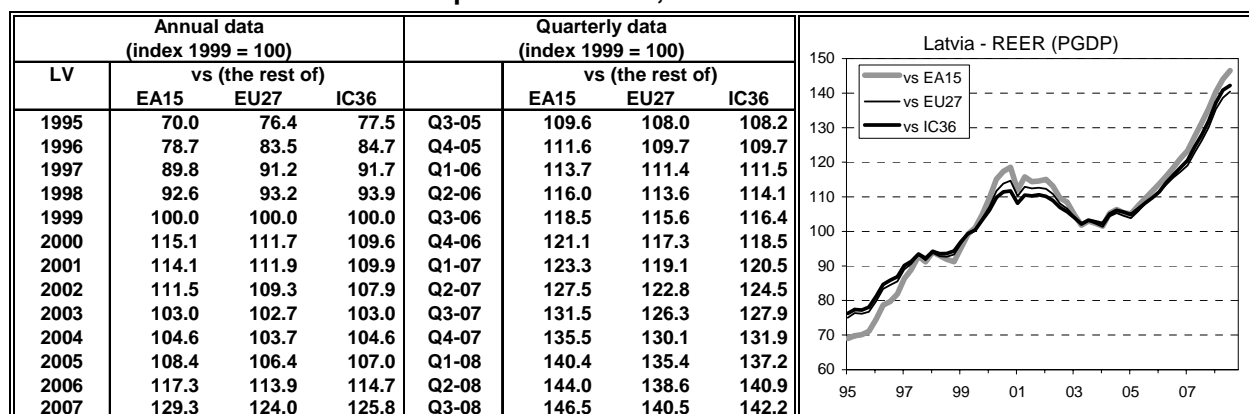 Annual data Quarterly data
(index 1999 = 100) (index 1999 = 100)
LV vs (the rest of) vs (the rest of)
EA15 EU27 IC36 EA15 EU27 IC36
1995 70.0 76.4 77.5 Q3-05 109.6 108.0 108.2
1996 78.7 83.5 84.7 Q4-05 111.6 109.7 109.7
1997 89.8 91.2 91.7 Q1-06 113.7 111.4 111.5
1998 92.6 93.2 93.9 Q2-06 116.0 113.6 114.1
1999 100.0 100.0 100.0 Q3-06 118.5 115.6 116.4
2000 115.1 111.7 109.6 Q4-06 121.1 117.3 118.5
2001 114.1 111.9 109.9 Q1-07 123.3 119.1 120.5
2002 111.5 109.3 107.9 Q2-07 127.5 122.8 124.5
2003 103.0 102.7 103.0 Q3-07 131.5 126.3 127.9
2004 104.6 103.7 104.6 Q4-07 135.5 130.1 131.9
2005 108.4 106.4 107.0 Q1-08 140.4 135.4 137.2
2006 117.3 113.9 114.7 Q2-08 144.0 138.6 140.9
2007 129.3 124.0 125.8 Q3-08 146.5 140.5 142.2
Latvia - REER (PGDP)
150
140
130
120
110
100
90
80
70
60
vs EA15
vs EU27
vs IC36
95 97 99 01 03 05 07